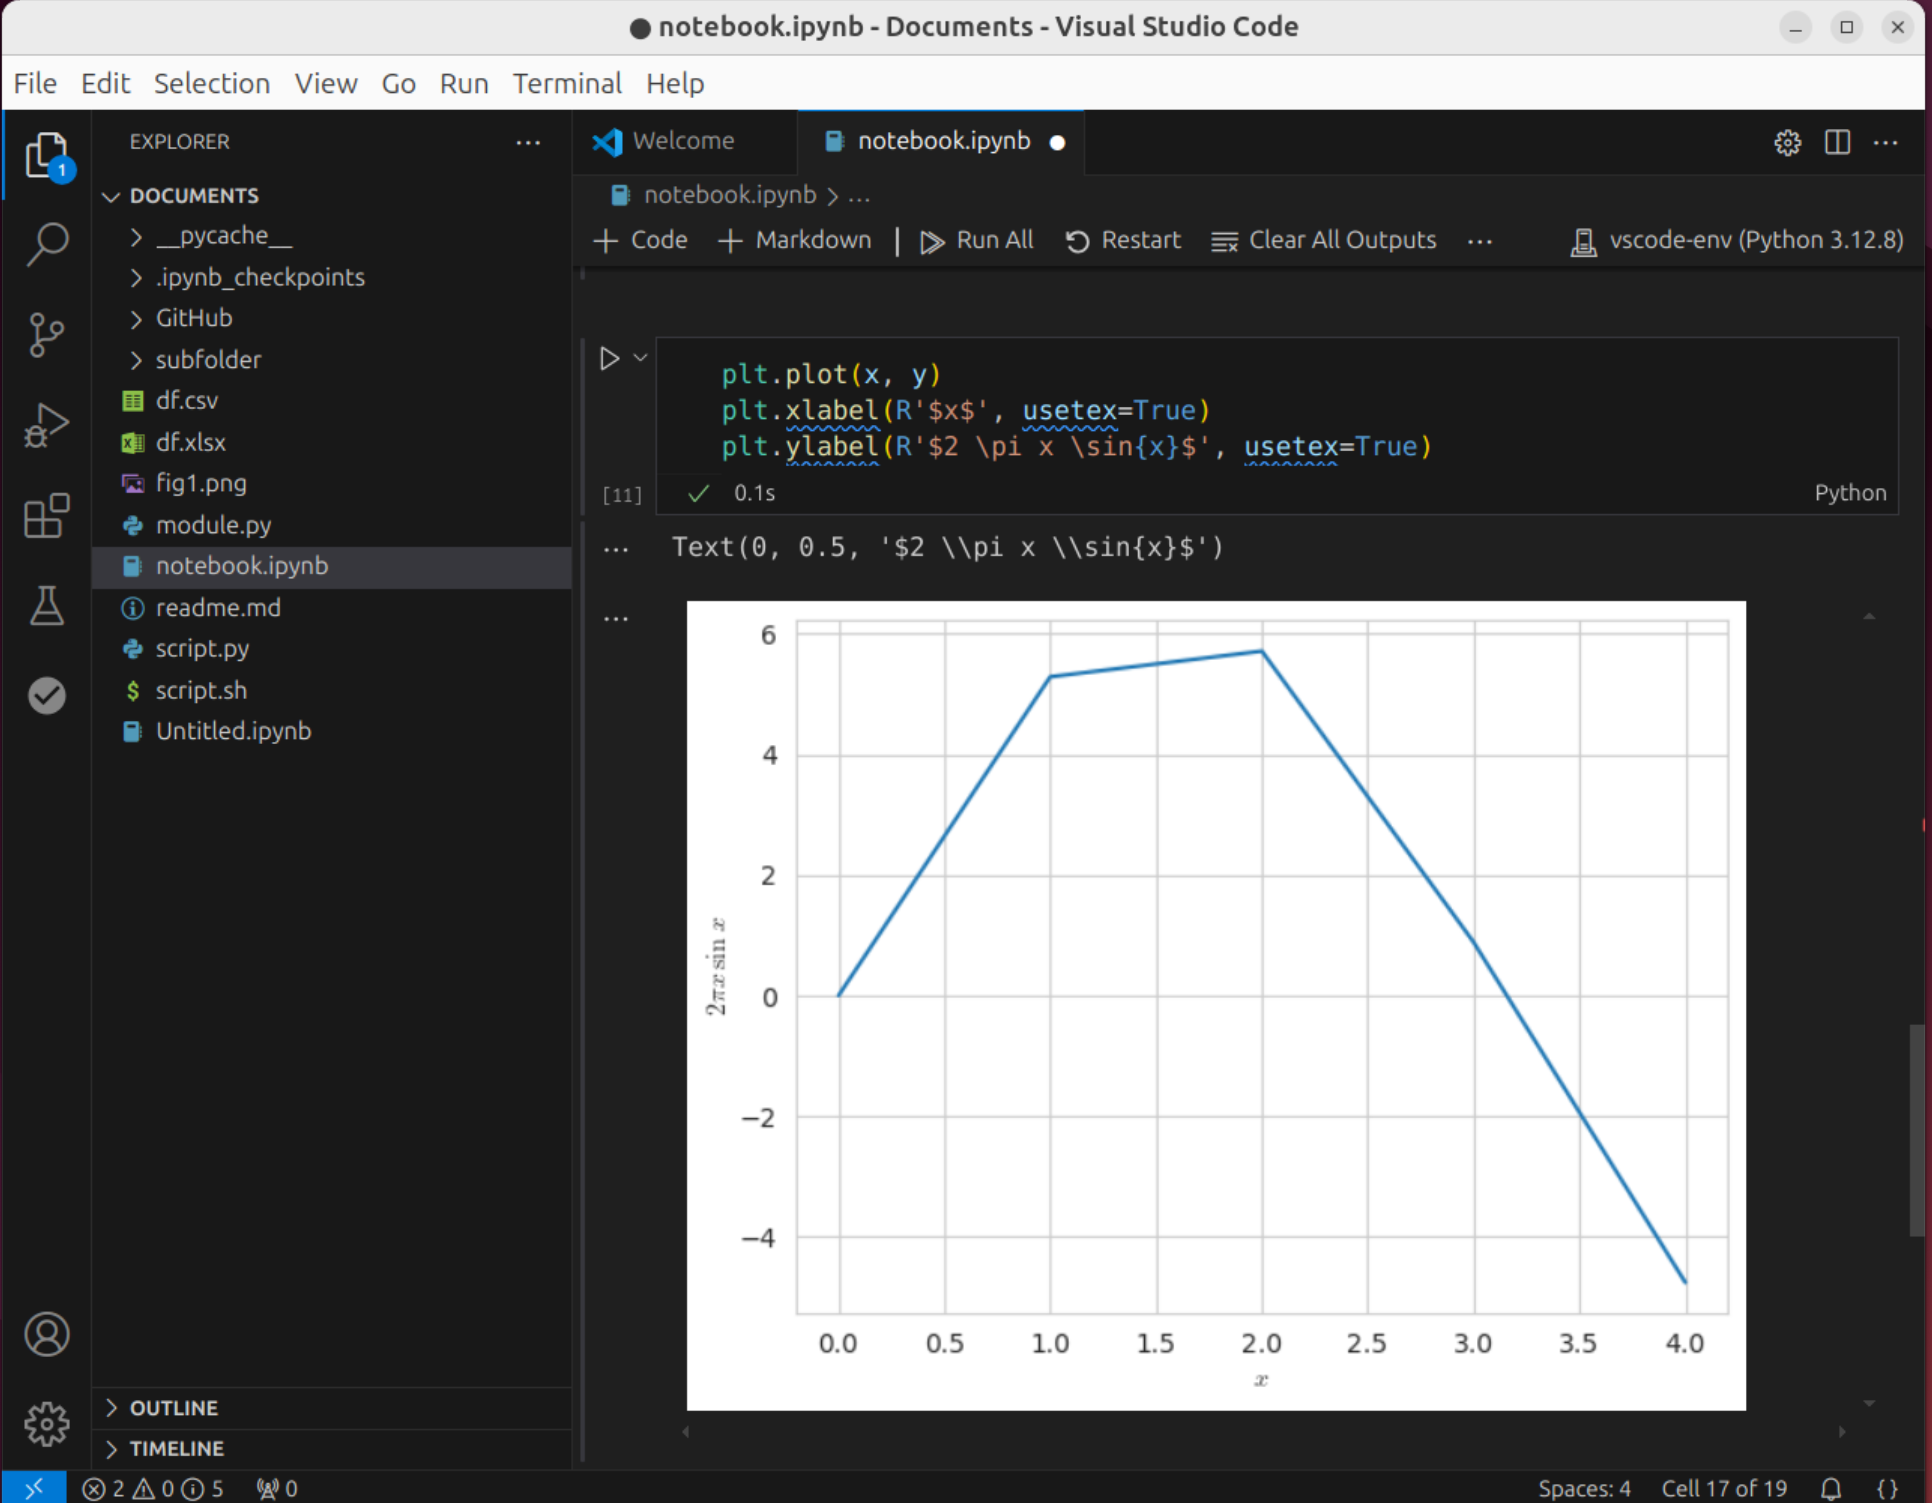 notebook.ipynb - Documents - Visual Studio Code
File Edit Selection View Go Run Terminal Help
1
EXPLORER
DOCUMENTS
__pycache__
.ipynb_checkpoints
GitHub
subfolder
df.csv
df.xlsx
fig1.png
module.py
notebook.ipynb
readme.md
script.py
$ script.sh
Untitled.ipynb
OUTLINE
TIMELINE
Welcome notebook.ipynb
notebook.ipynb > ...
+ Code + Markdown | Run All Restart Clear All Outputs ... vscode-env (Python 3.12.8)
plt.plot(x, y)
plt.xlabel(R'$x$', usetex=True)
plt.ylabel(R'$2 \pi x \sin{x}$', usetex=True)
[11] ✓ 0.1s Python
Text(0, 0.5, '$2 \\pi x \\sin{x}$')
6
4
2
0
−2
−4
2πx sin x
0.0 0.5 1.0 1.5 2.0 2.5 3.0 3.5 4.0
x
2 0 5 0 Spaces: 4 Cell 17 of 19 {}